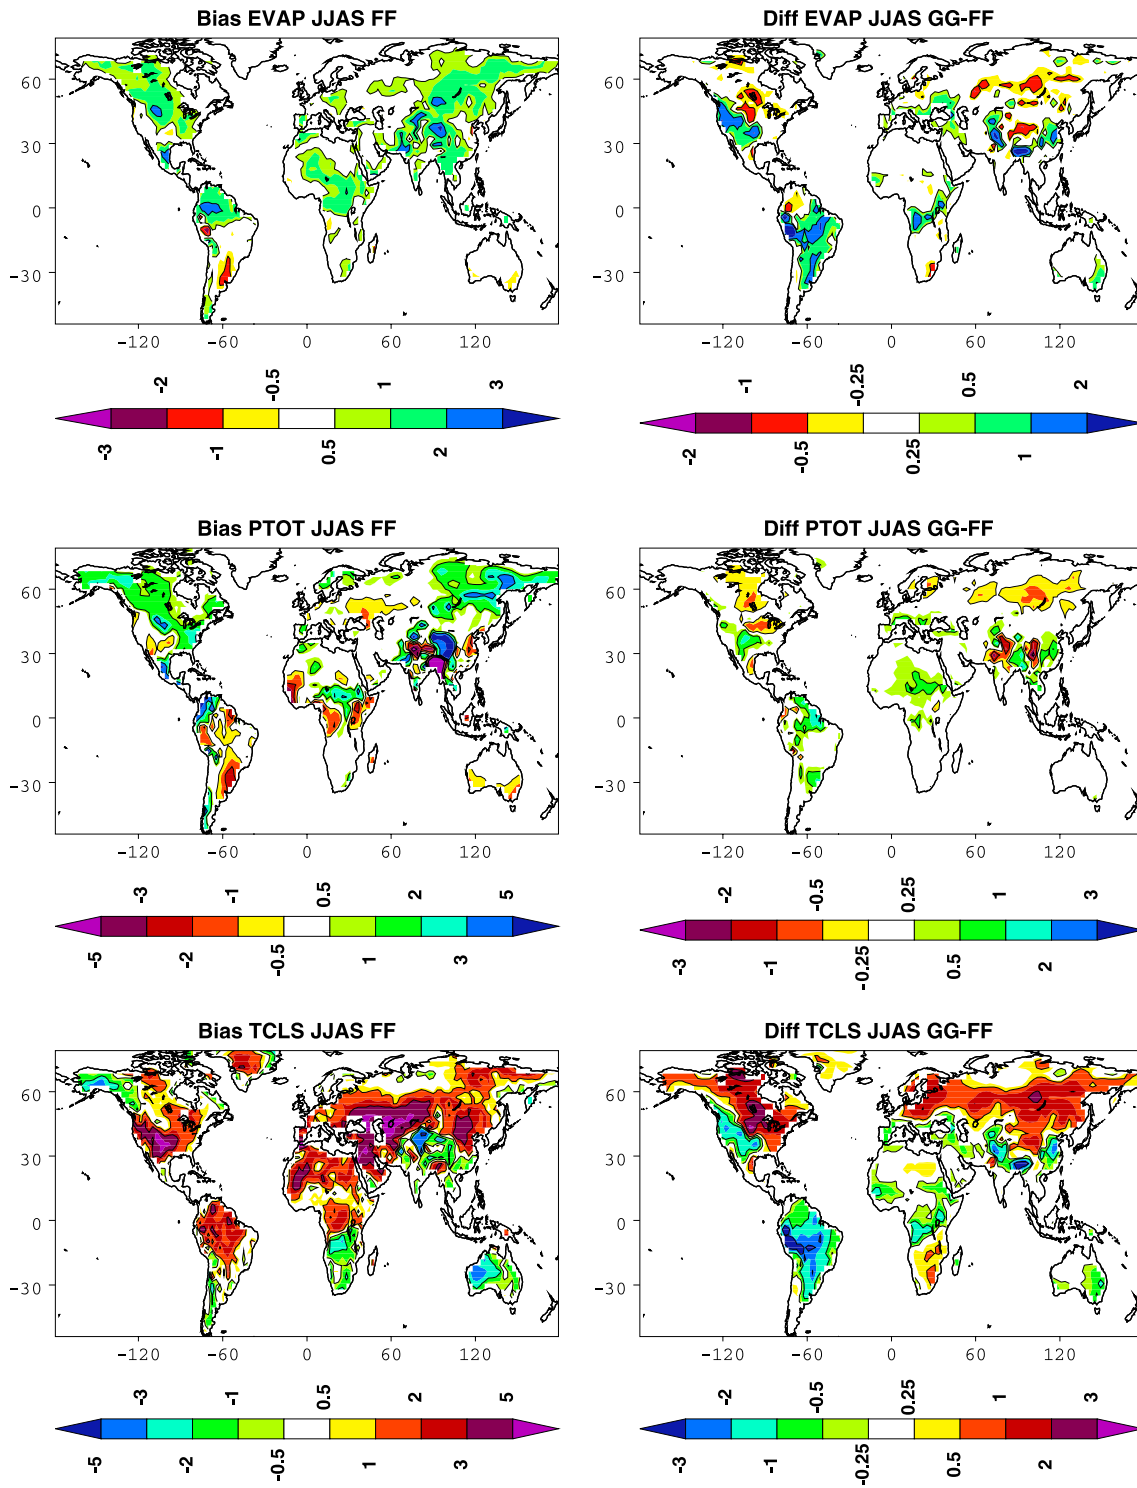 Bias EVAP JJAS FF
60
30
0
−30
−120 −60 0 60 120
-2 -0.5 1 3
-3 -1 0.5 2
Diff EVAP JJAS GG-FF
60
30
0
−30
−120 −60 0 60 120
-1 -0.25 0.5 2
-2 -0.5 0.25 1
Bias PTOT JJAS FF
60
30
0
−30
−120 −60 0 60 120
-3 -1 0.5 2 5
-5 -2 -0.5 1 3
Diff PTOT JJAS GG-FF
60
30
0
−30
−120 −60 0 60 120
-2 -0.5 0.25 1 3
-3 -1 -0.25 0.5 2
Bias TCLS JJAS FF
60
30
0
−30
−120 −60 0 60 120
-3 -1 0.5 2 5
-5 -2 -0.5 1 3
Diff TCLS JJAS GG-FF
60
30
0
−30
−120 −60 0 60 120
-2 -0.5 0.25 1 3
-3 -1 -0.25 0.5 2